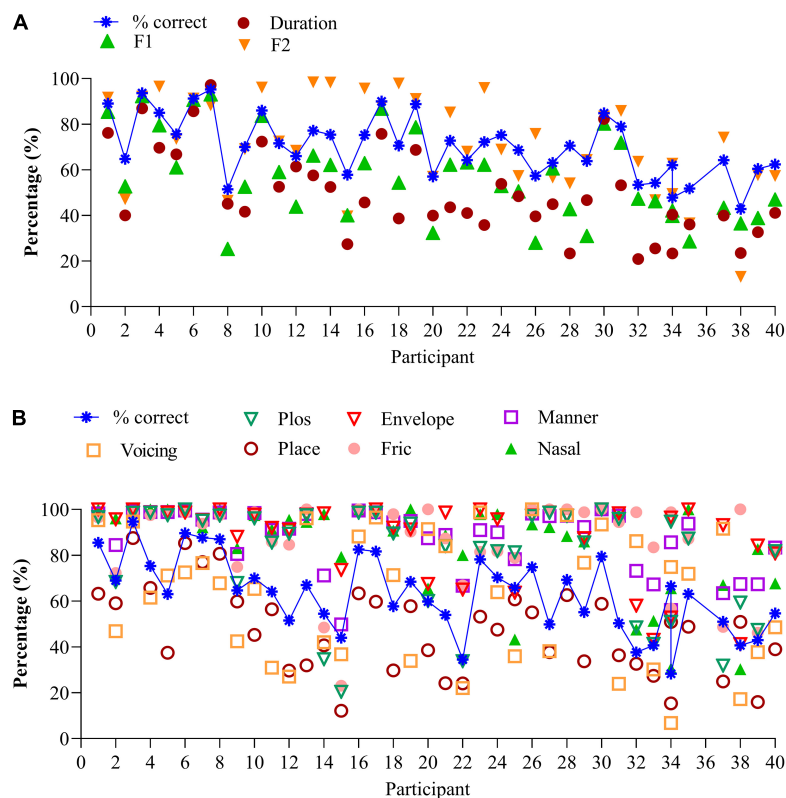 A
% correct Duration
F1 F2
Percentage (%)
100
80
60
40
20
0
0 2 4 6 8 10 12 14 16 18 20 22 24 26 28 30 32 34 36 38 40
Participant
B
% correct Plos Envelope Manner
Voicing Place Fric Nasal
Percentage (%)
100
80
60
40
20
0
0 2 4 6 8 10 12 14 16 18 20 22 24 26 28 30 32 34 36 38 40
Participant